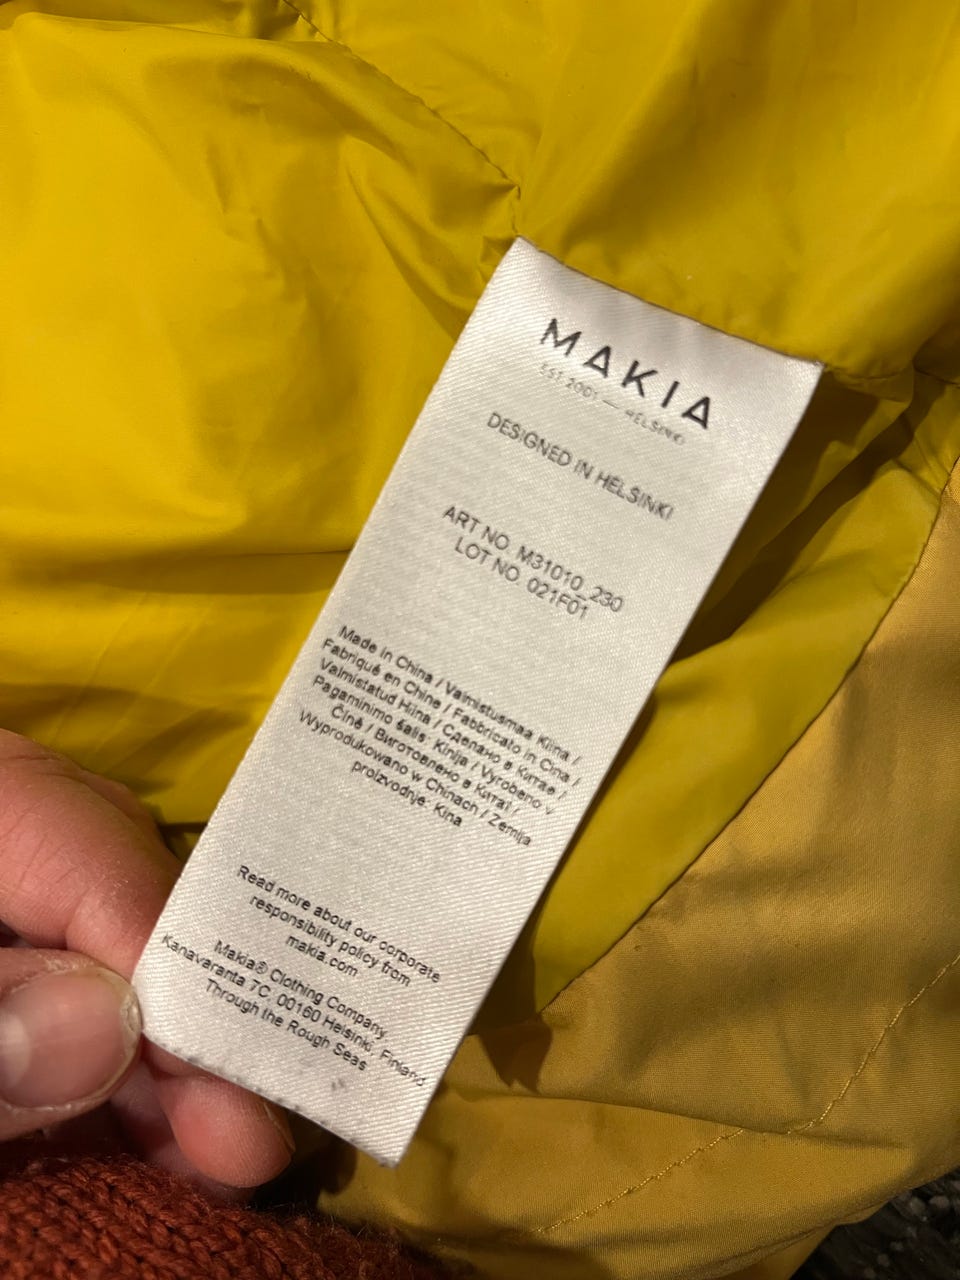 MAKIA
EST 2001 — HELSINKI
DESIGNED IN HELSINKI
ART NO. M31010_230
LOT NO. 021F01
Made in China / Valmistusmaa Kiina /
Fabriqué en Chine / Fabbricato in Cina /
Valmistatud Hiina / Сделано в Китае /
Pagaminimo šalis: Kinija / Vyrobeno v
Číně / Виготовлено в Китаї /
Wyprodukowano w Chinach / Zemlja
proizvodnje: Kina
Read more about our corporate
responsibility policy from
makia.com
Makia® Clothing Company
Kanavaranta 7C, 00160 Helsinki, Finland
Through the Rough Seas